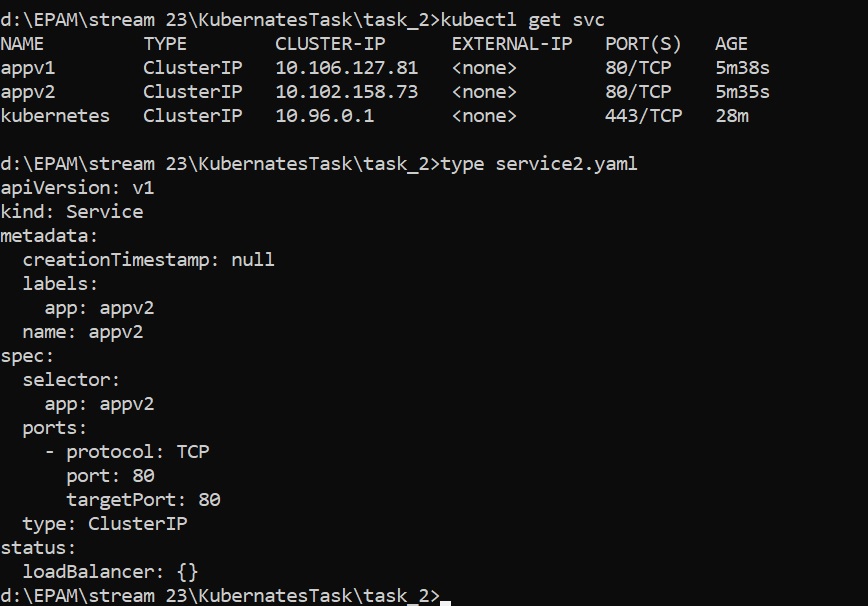 d:\EPAM\stream 23\KubernatesTask\task_2>kubectl get svc
NAME         TYPE        CLUSTER-IP      EXTERNAL-IP   PORT(S)   AGE
appv1        ClusterIP   10.106.127.81   <none>        80/TCP    5m38s
appv2        ClusterIP   10.102.158.73   <none>        80/TCP    5m35s
kubernetes   ClusterIP   10.96.0.1       <none>        443/TCP   28m

d:\EPAM\stream 23\KubernatesTask\task_2>type service2.yaml
apiVersion: v1
kind: Service
metadata:
  creationTimestamp: null
  labels:
    app: appv2
  name: appv2
spec:
  selector:
    app: appv2
  ports:
    - protocol: TCP
      port: 80
      targetPort: 80
  type: ClusterIP
status:
  loadBalancer: {}
d:\EPAM\stream 23\KubernatesTask\task_2>